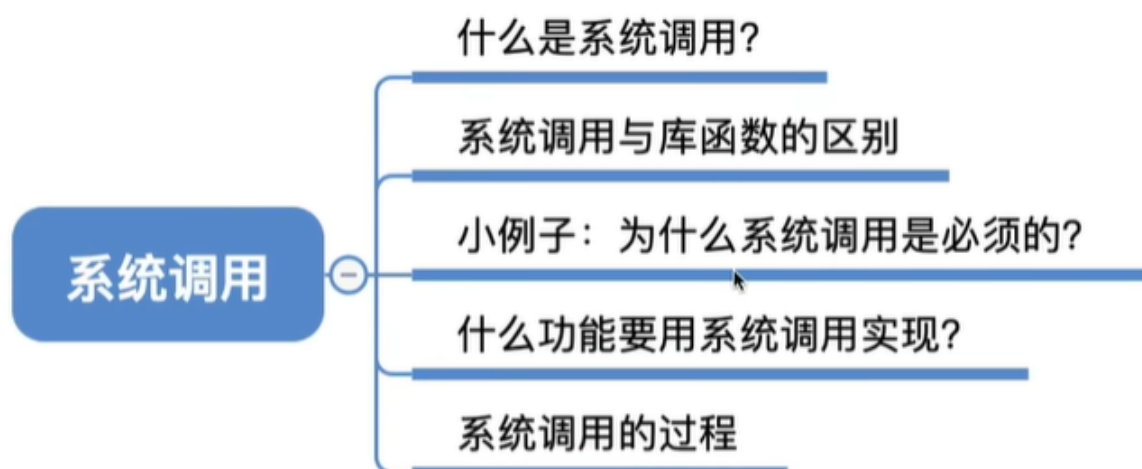 什么是系统调用？
系统调用与库函数的区别
系统调用
小例子：为什么系统调用是必须的？
什么功能要用系统调用实现？
系统调用的过程